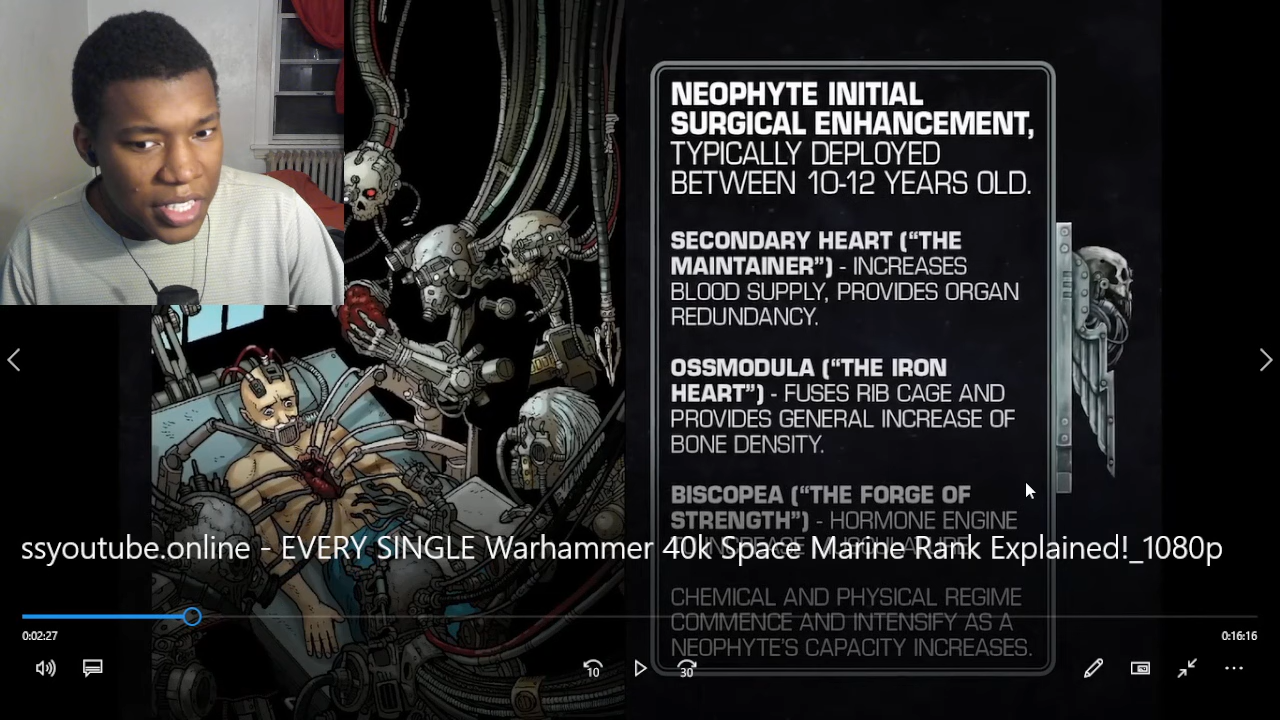 NEOPHYTE INITIAL
SURGICAL ENHANCEMENT,
TYPICALLY DEPLOYED
BETWEEN 10-12 YEARS OLD.
SECONDARY HEART (“THE
MAINTAINER”) - INCREASES
BLOOD SUPPLY, PROVIDES ORGAN
REDUNDANCY.
OSSMODULA (“THE IRON
HEART”) - FUSES RIB CAGE AND
PROVIDES GENERAL INCREASE OF
BONE DENSITY.
BISCOPEA (“THE FORGE OF
STRENGTH”) - HORMONE ENGINE
ssyoutube.online - EVERY SINGLE Warhammer 40k Space Marine Rank Explained!_1080p
CHEMICAL AND PHYSICAL REGIME
COMMENCE AND INTENSIFY AS A
NEOPHYTE'S CAPACITY INCREASES.
0:02:27
0:16:16
10
30